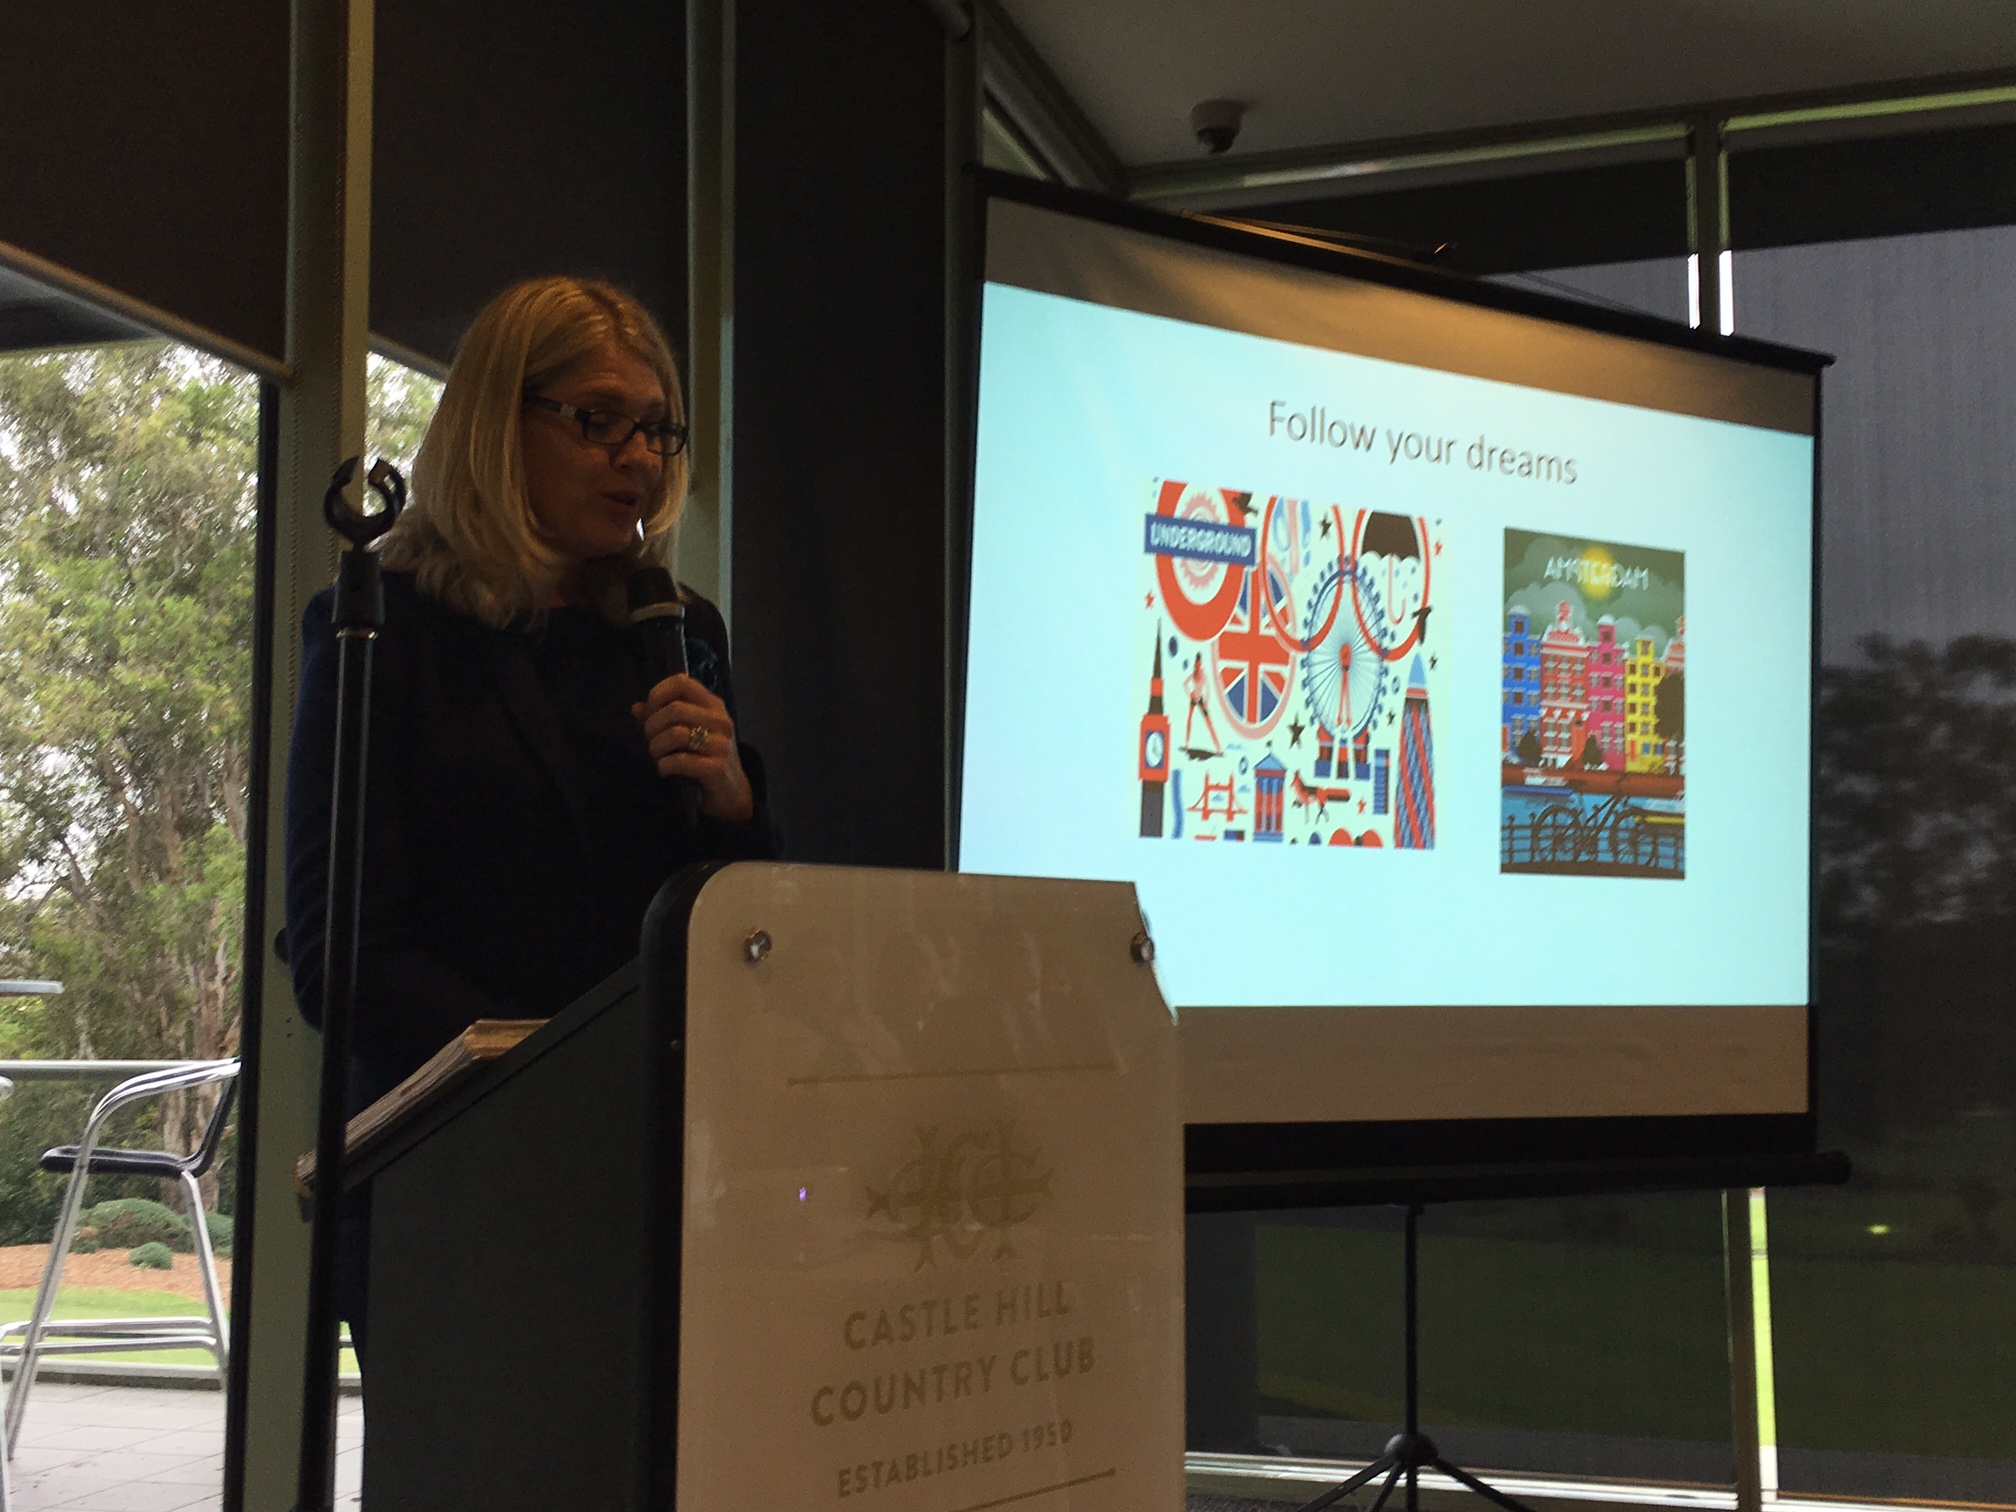 Follow your dreams
UNDERGROUND
AMSTERDAM
CASTLE HILL
COUNTRY CLUB
ESTABLISHED 1950